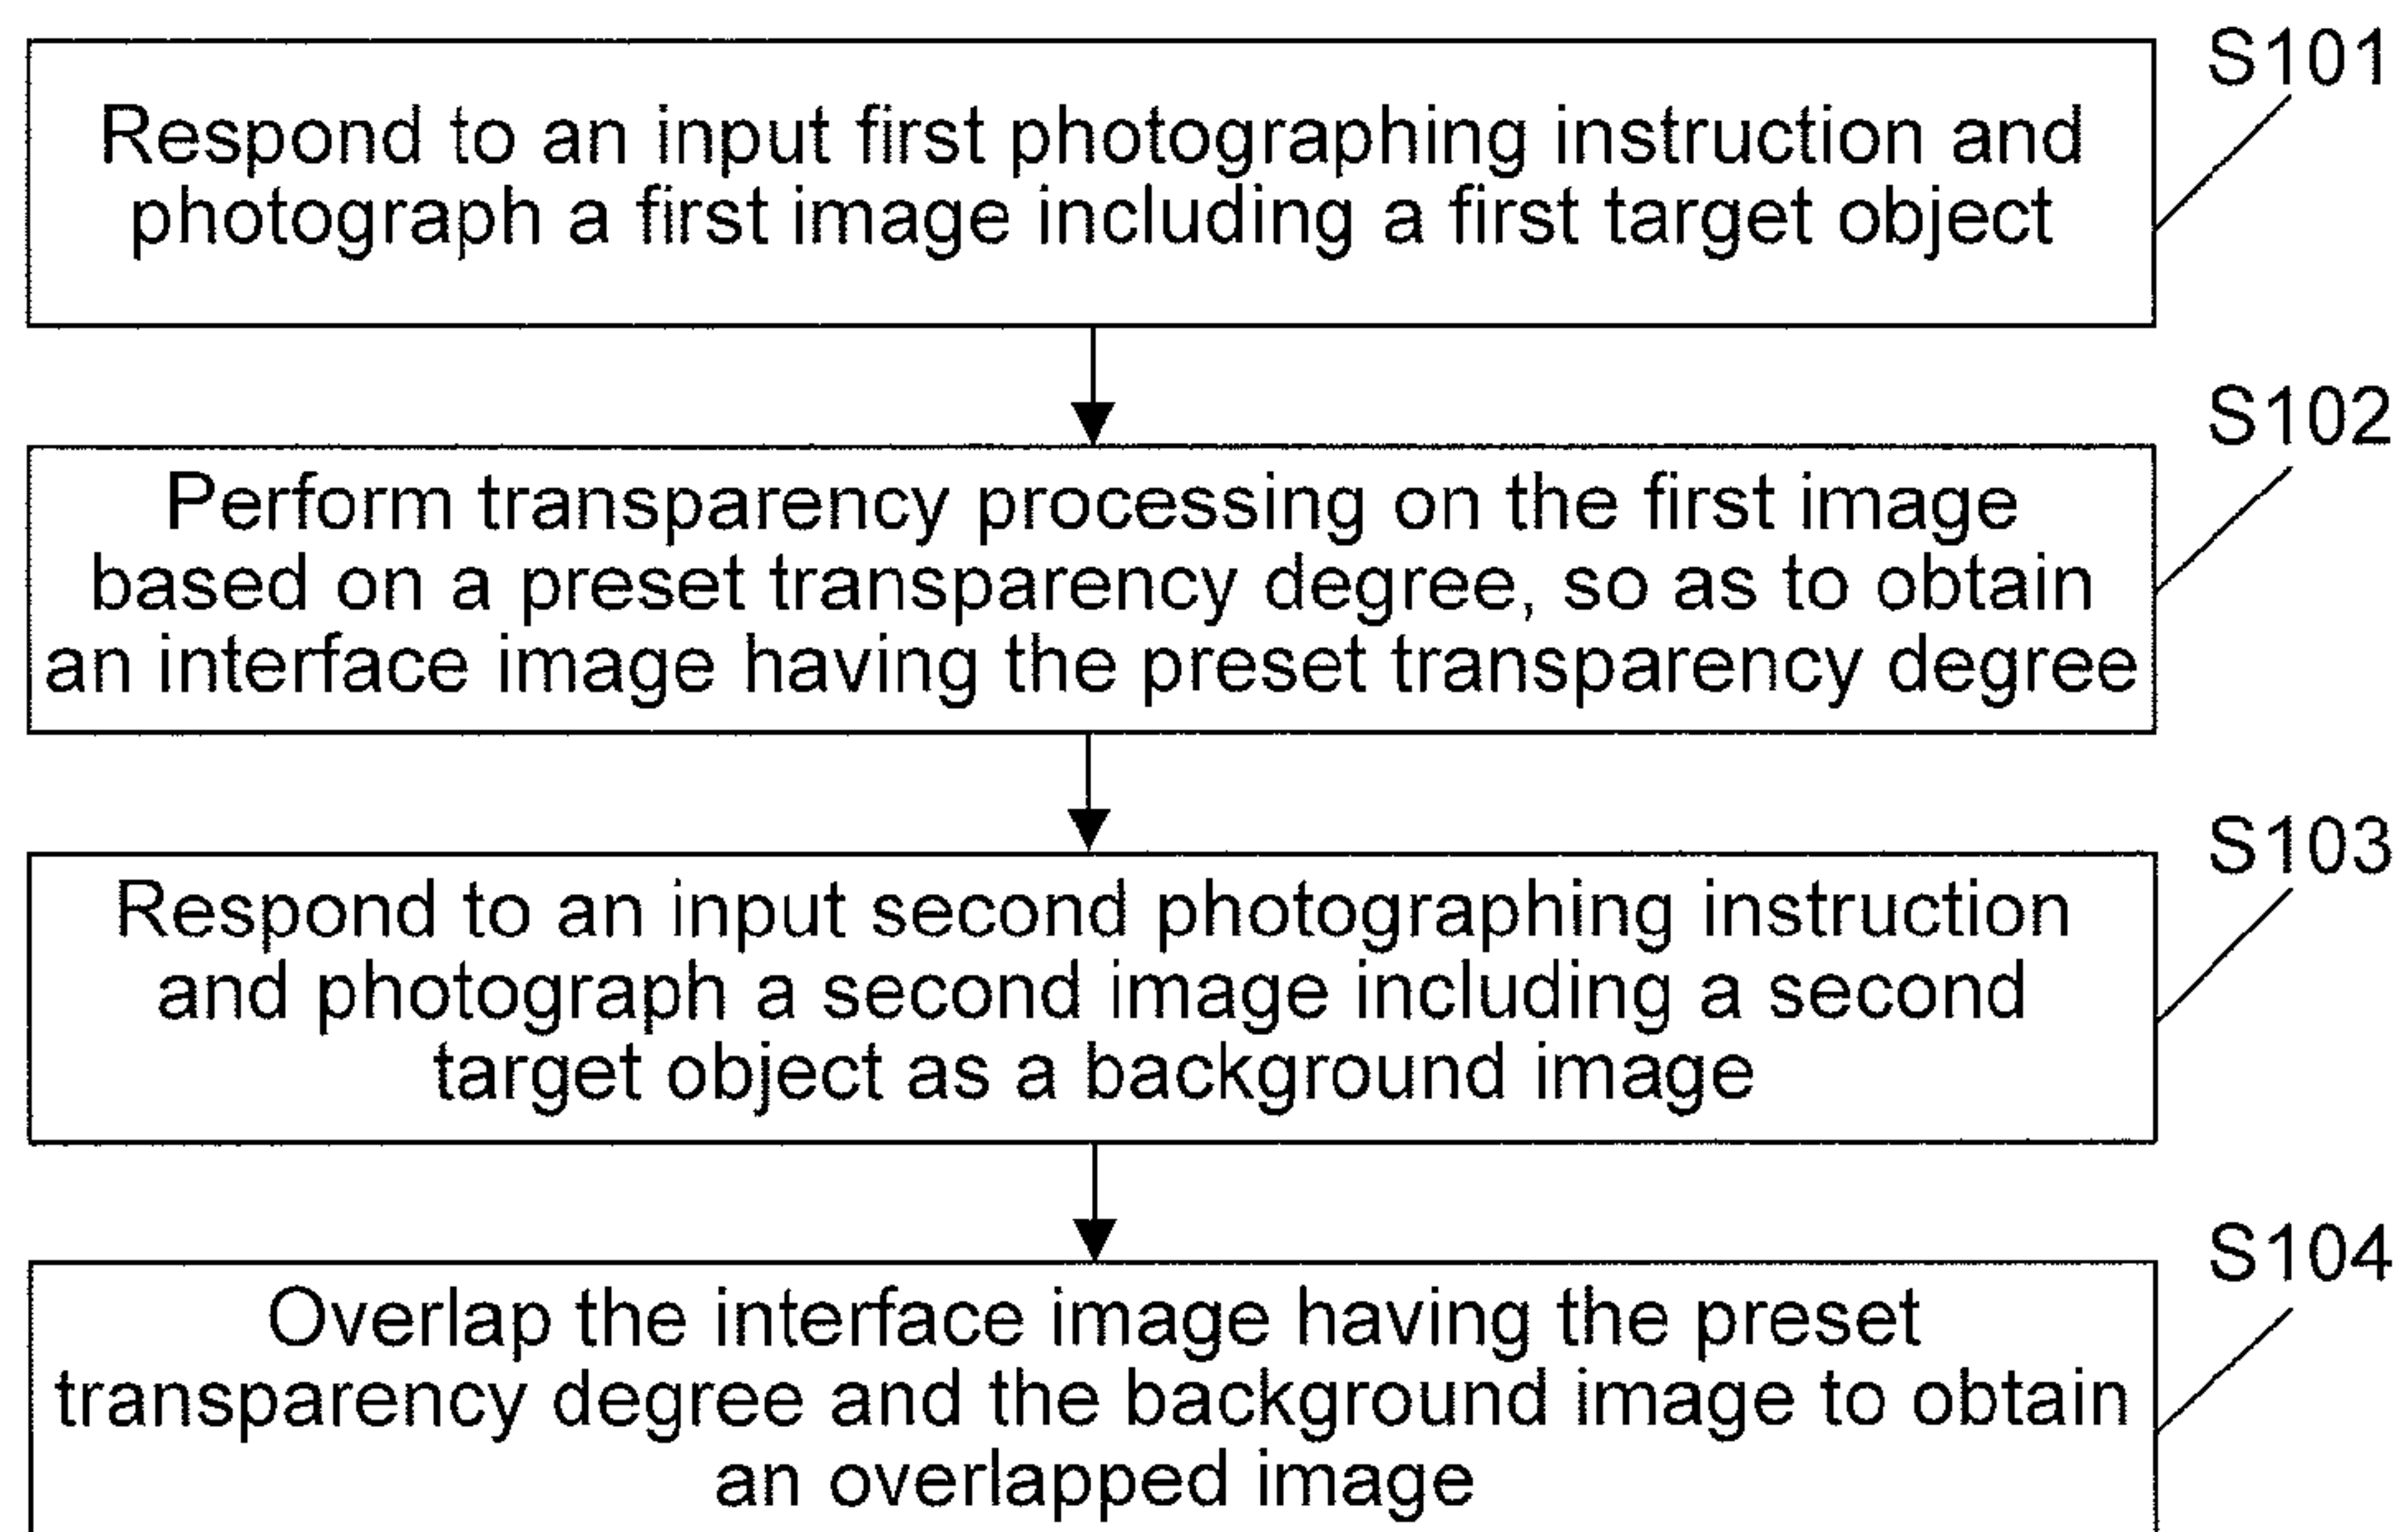 S101
Respond to an input first photographing instruction and
photograph a first image including a first target object
S102
Perform transparency processing on the first image
based on a preset transparency degree, so as to obtain
an interface image having the preset transparency degree
S103
Respond to an input second photographing instruction
and photograph a second image including a second
target object as a background image
S104
Overlap the interface image having the preset
transparency degree and the background image to obtain
an overlapped image